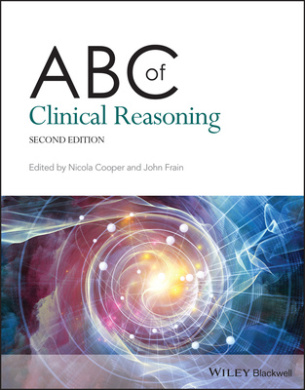 ABC of
Clinical Reasoning
SECOND EDITION
Edited by Nicola Cooper and John Frain
WILEY Blackwell